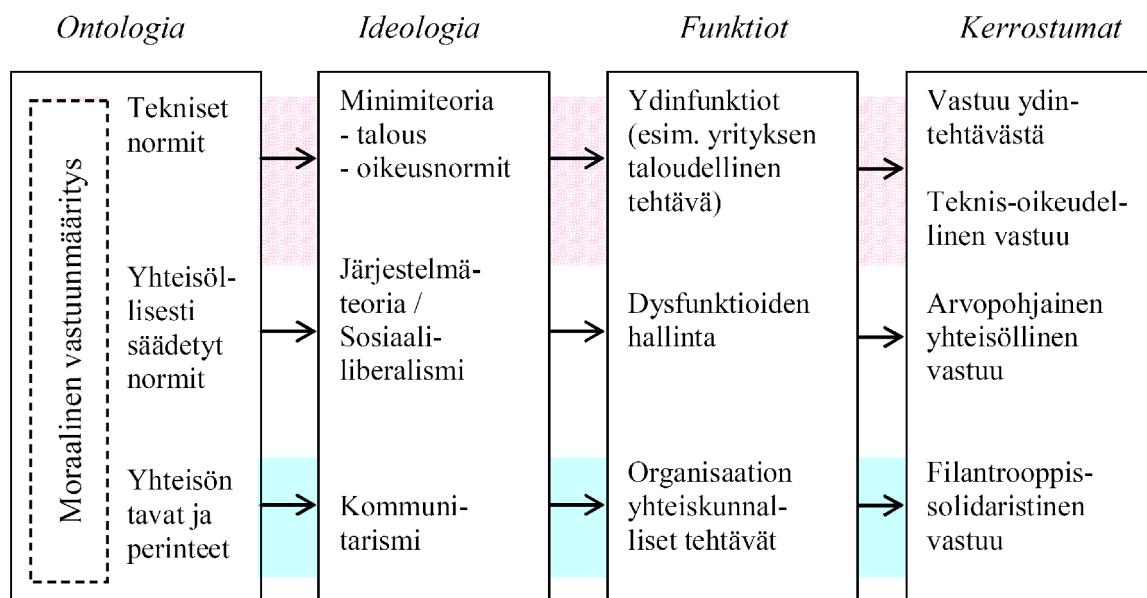 Ontologia
Ideologia
Funktiot
Kerrostumat
Moraalinen vastuunmääritys
Tekniset
normit
Yhteisöl-
lisesti
säädetyt
normit
Yhteisön
tavat ja
perinteet
Minimiteoria
- talous
- oikeusnormit
Järjestelmä-
teoria /
Sosiaali-
liberalismi
Kommuni-
tarismi
Ydinfunktiot
(esim. yrityksen
taloudellinen
tehtävä)
Dysfunktioiden
hallinta
Organisaation
yhteiskunnal-
liset tehtävät
Vastuu ydin-
tehtävästä
Teknis-oikeudel-
linen vastuu
Arvopohjainen
yhteisöllinen
vastuu
Filantrooppis-
solidaristinen
vastuu